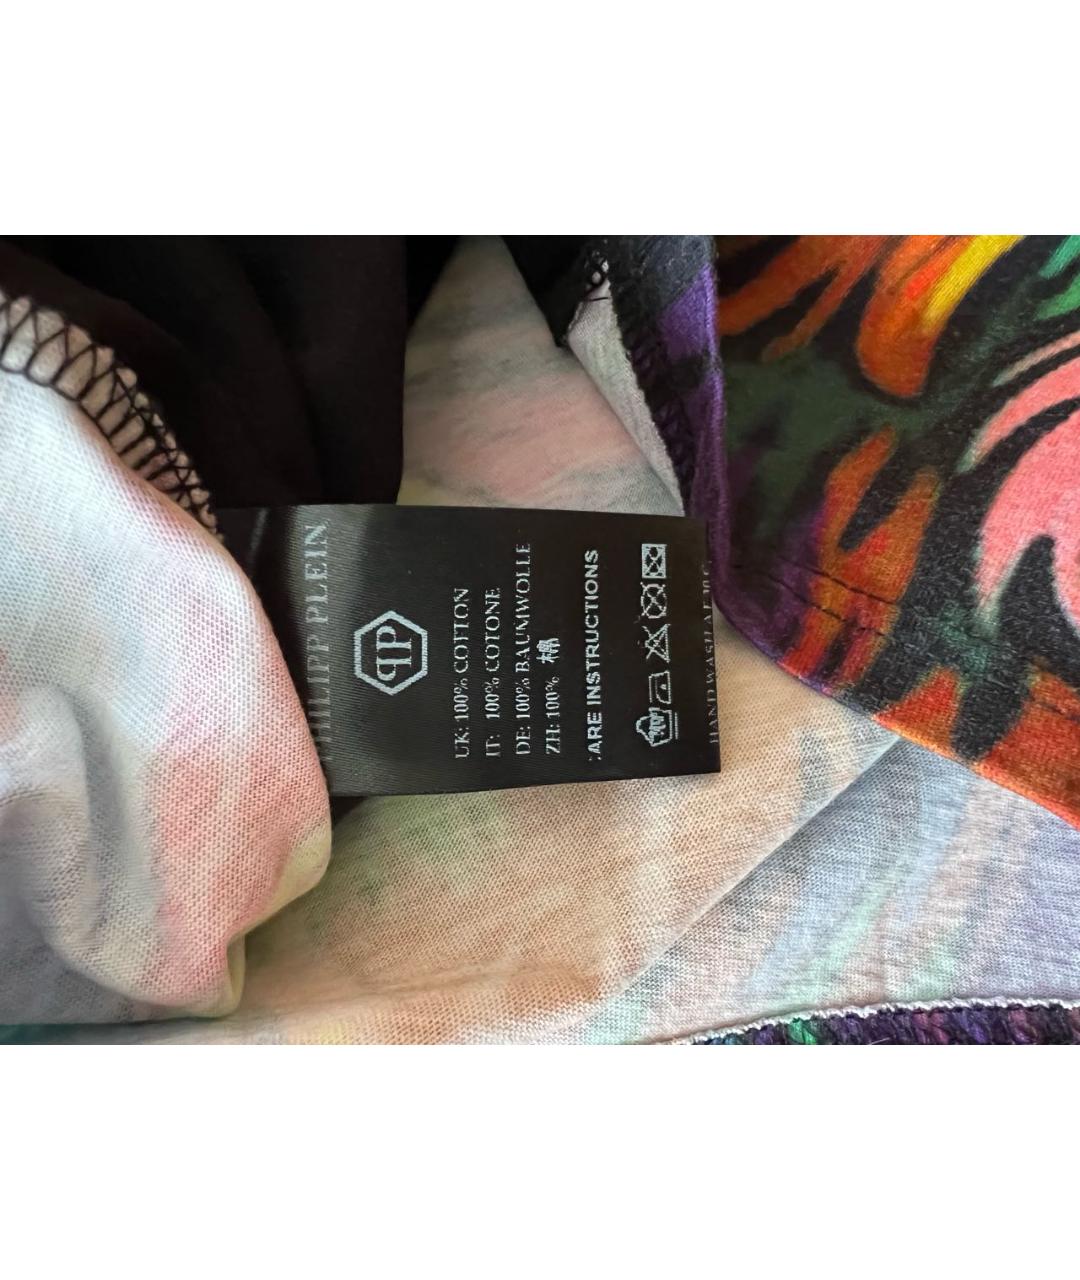 PHILIPP PLEIN
UK: 100% COTTON
IT: 100% COTONE
DE: 100% BAUMWOLLE
ZH: 100% 棉
CARE INSTRUCTIONS
HAND WASH AT 30°C